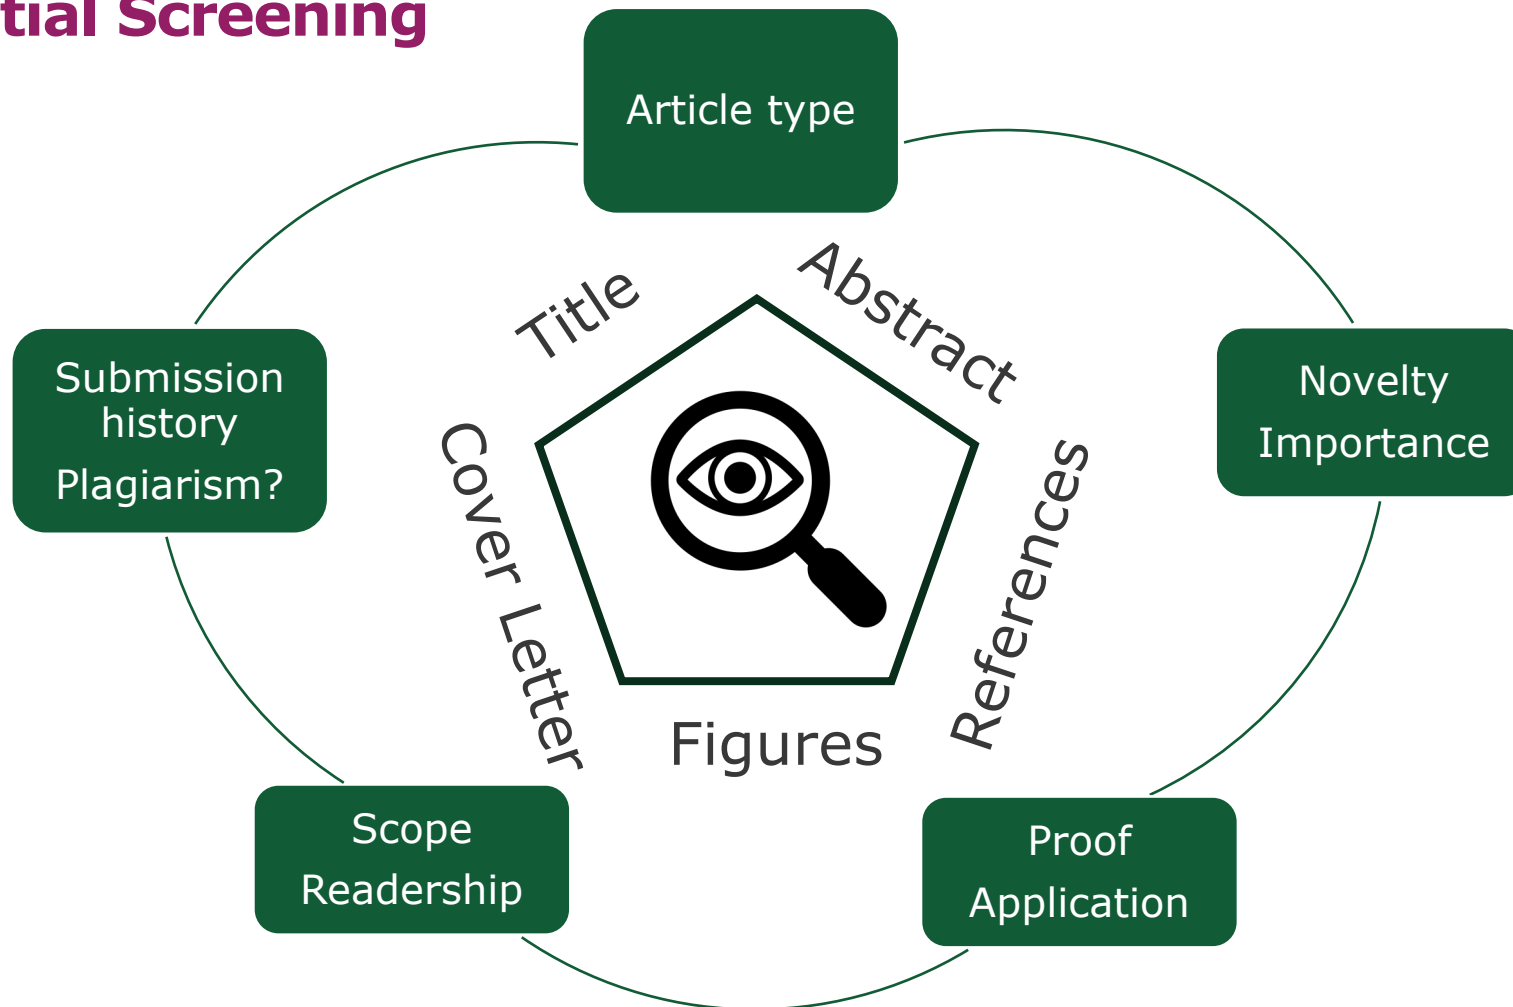 tial Screening
Article type
Title
Abstract
Submission
history
Plagiarism?
Novelty
Importance
Cover Letter
References
Figures
Scope
Readership
Proof
Application